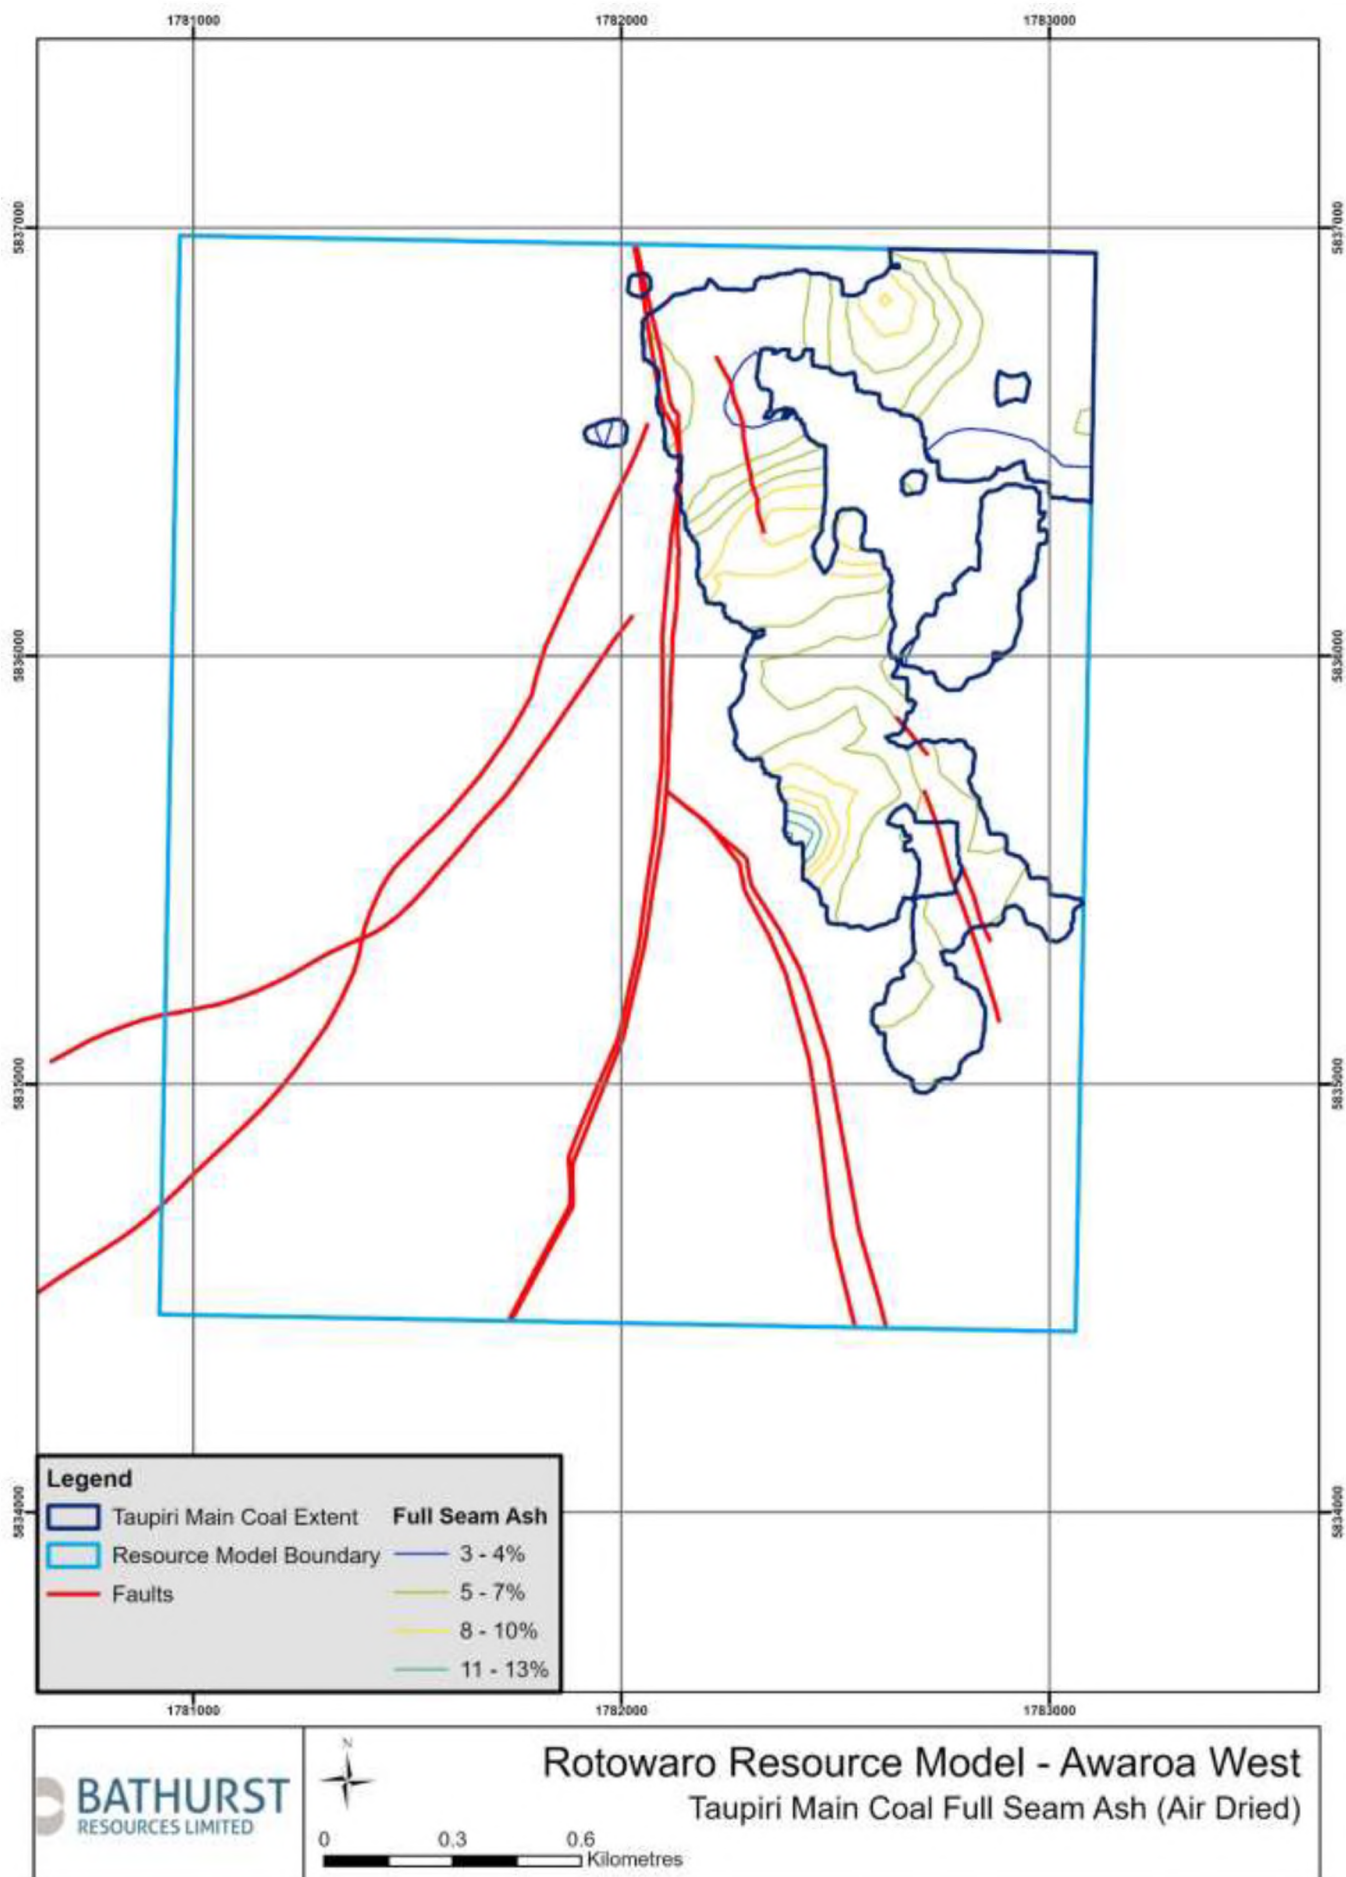 1781000 1782000 1783000
5837000 5837000
5836000 5836000
5835000 5835000
5834000 5834000
Legend
Taupiri Main Coal Extent
Resource Model Boundary
Faults
Full Seam Ash
3 - 4%
5 - 7%
8 - 10%
11 - 13%
1781000 1782000 1783000
BATHURST
RESOURCES LIMITED
N
0 0.3 0.6
Kilometres
Rotowaro Resource Model - Awaroa West
Taupiri Main Coal Full Seam Ash (Air Dried)